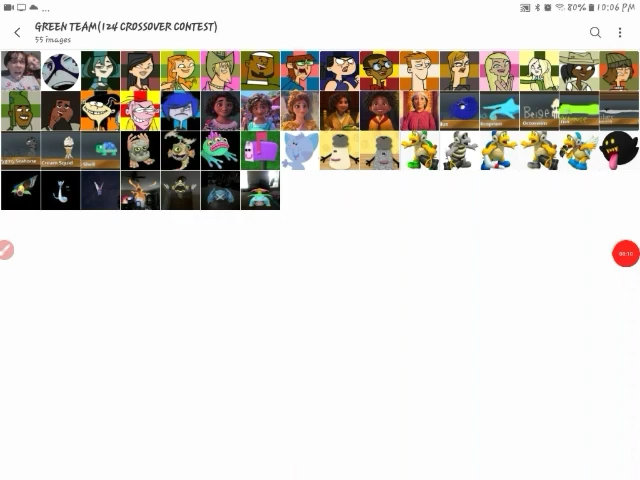 ... 80% 10:06 PM
GREEN TEAM(124 CROSSOVER CONTEST)
55 images
Cream Squid
Shell
00:10